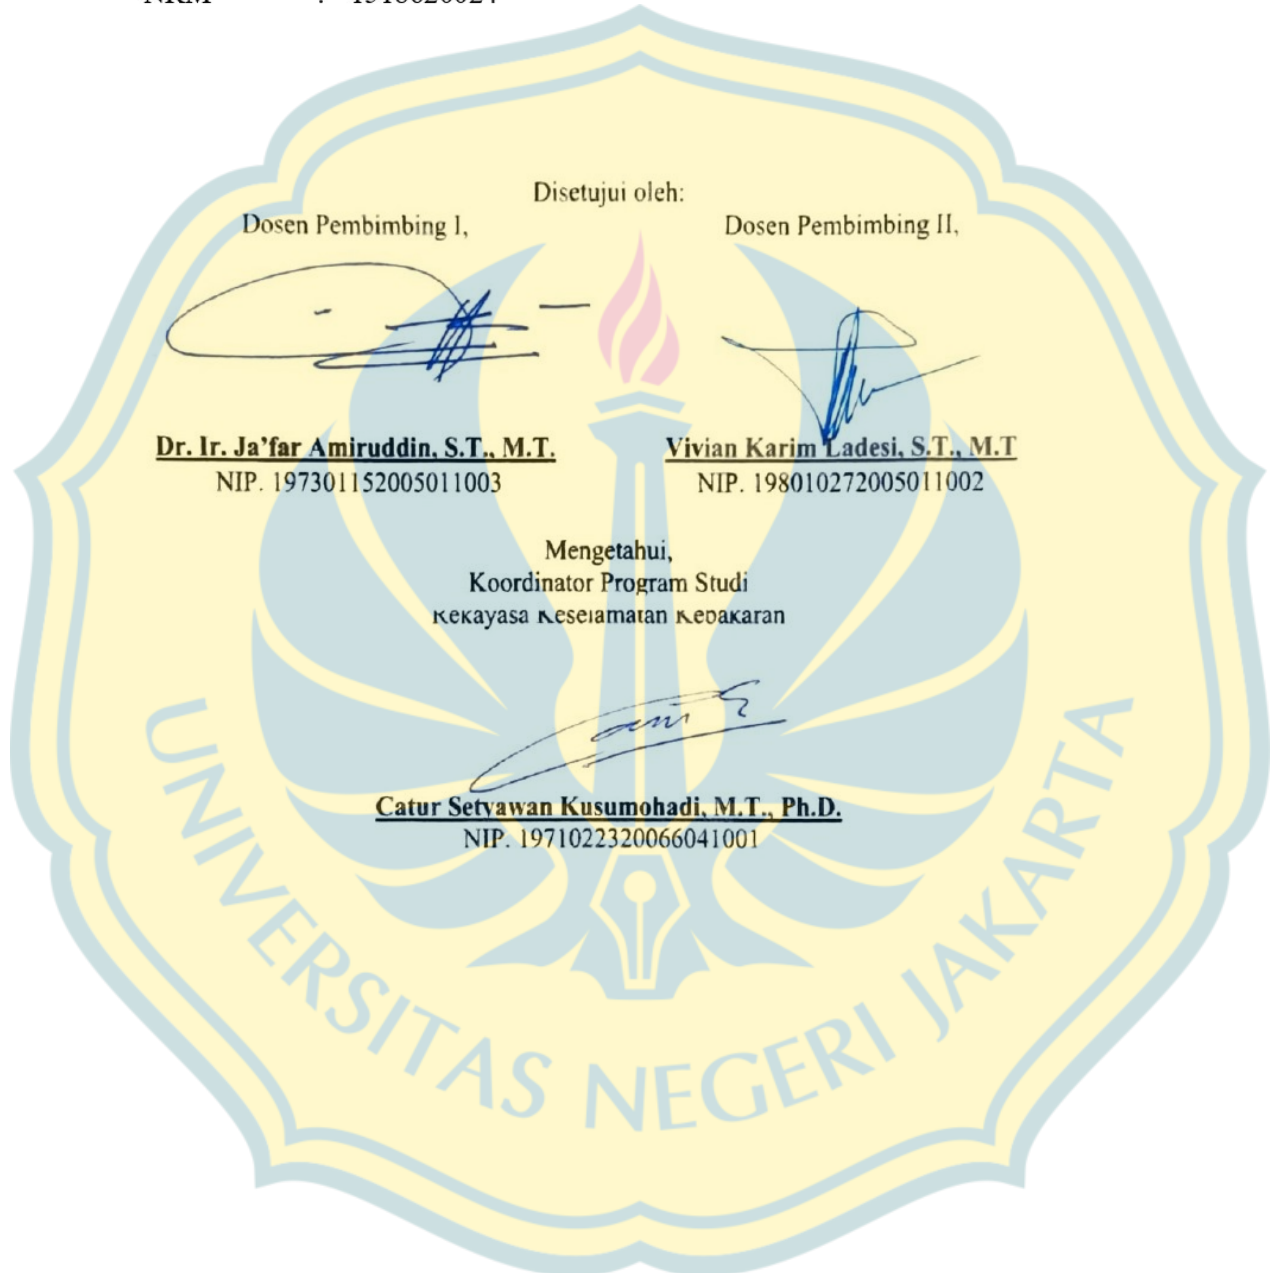 Disetujui oleh:
Dosen Pembimbing I,
Dosen Pembimbing II,
Dr. Ir. Ja'far Amiruddin, S.T., M.T.
NIP. 197301152005011003
Vivian Karim Ladesi, S.T., M.T
NIP. 198010272005011002
Mengetahui,
Koordinator Program Studi
Rekayasa Keselamatan Kebakaran
Catur Setyawan Kusumohadi, M.T., Ph.D.
NIP. 1971022320066041001
UNIVERSITAS NEGERI JAKARTA